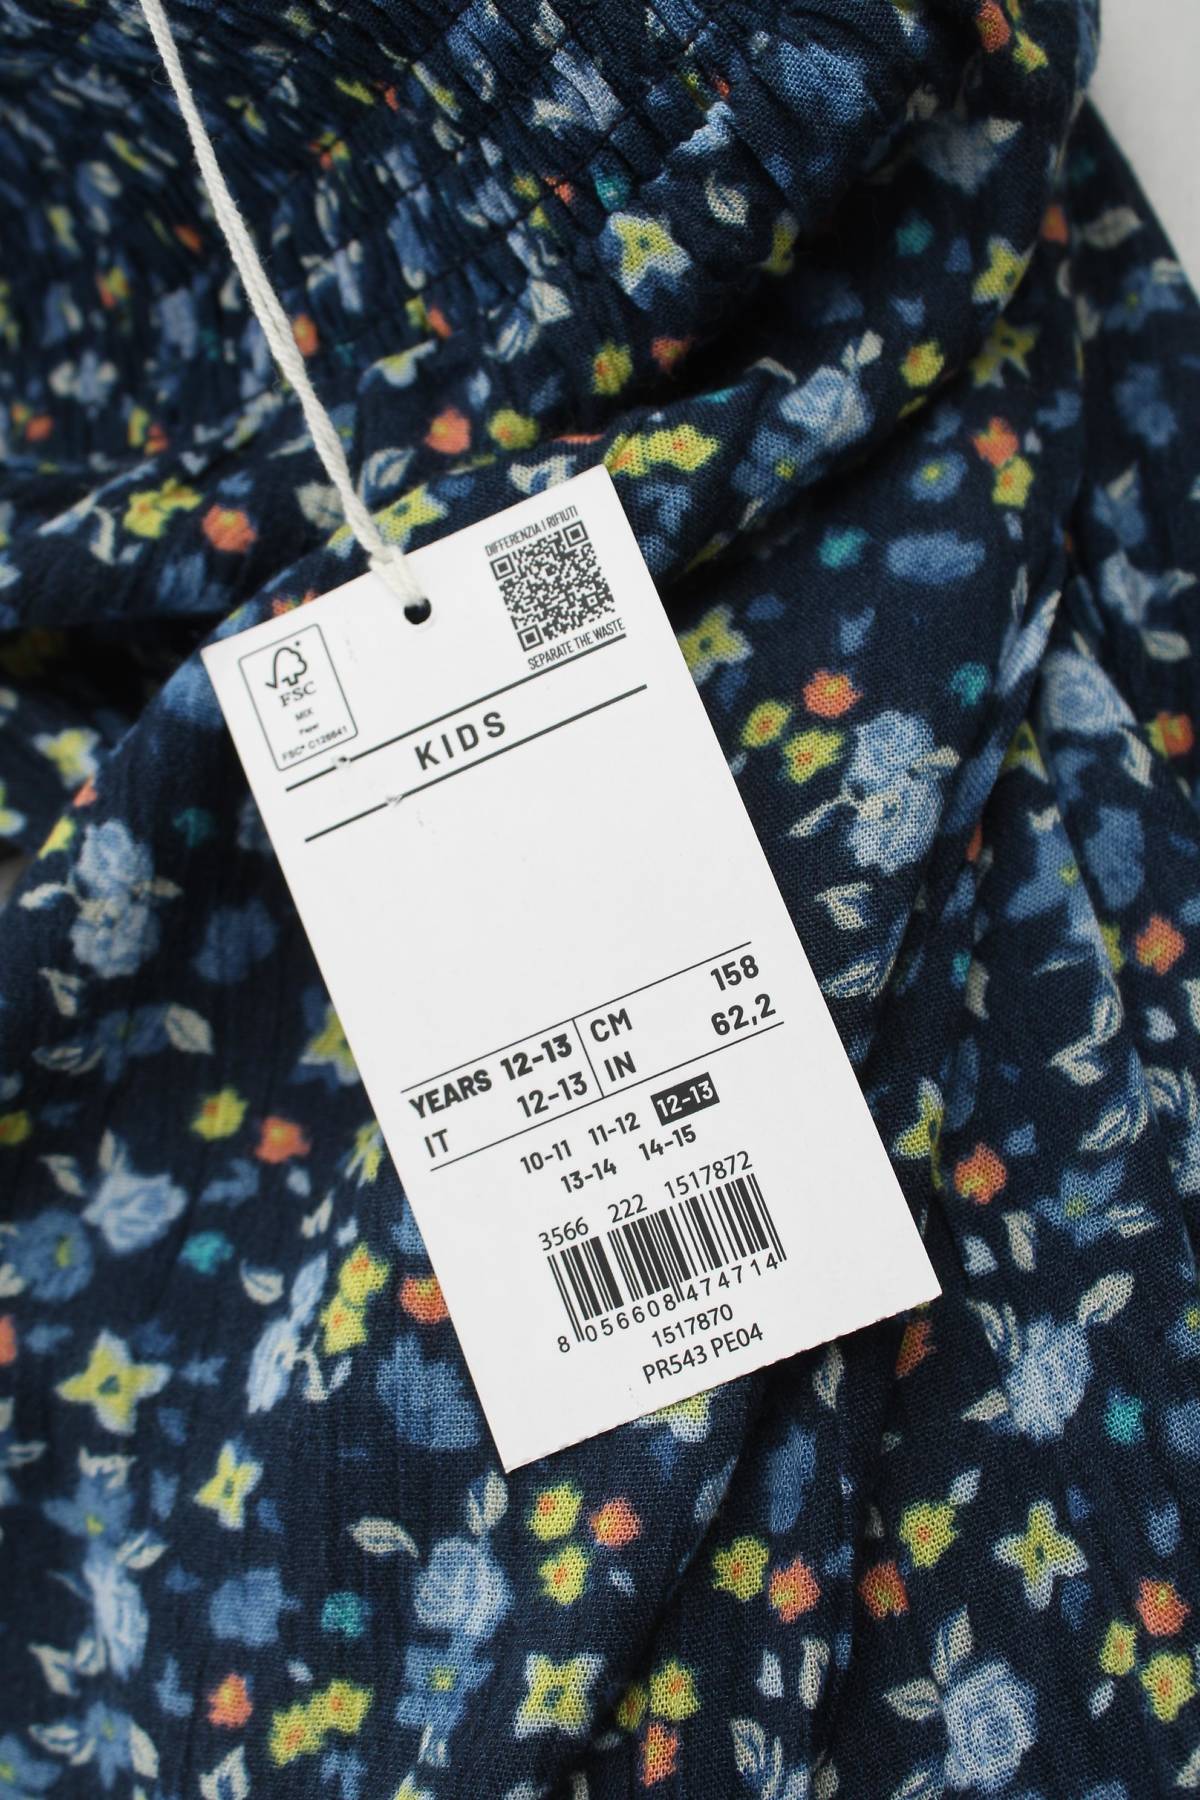 DIFFERENZIA I RIFIUTI
SEPARATE THE WASTE
FSC
MIX
Paper
FSC® C126641
KIDS
YEARS 12-13 CM 158
IT 12-13 IN 62,2
10-11 11-12 12-13
13-14 14-15
3566 222 1517872
8 056608 474714
1517870
PR543 PE04